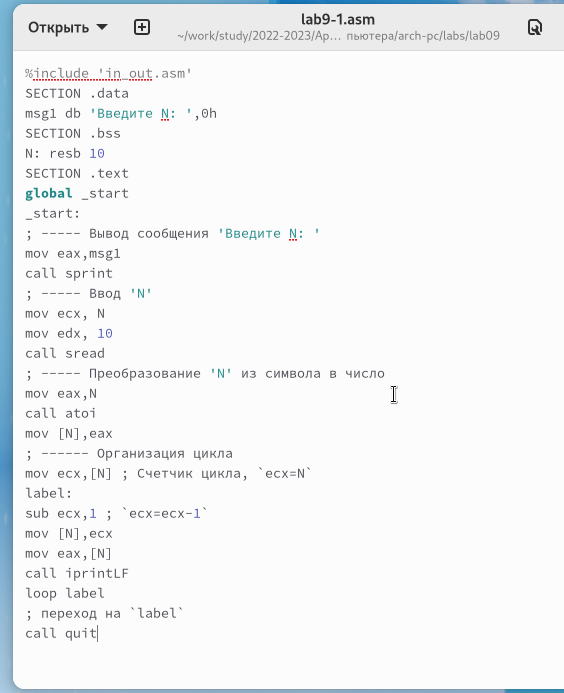 Открыть
lab9-1.asm
~/work/study/2022-2023/Ар... пьютера/arch-pc/labs/lab09
%include 'in_out.asm'
SECTION .data
msg1 db 'Введите N: ',0h
SECTION .bss
N: resb 10
SECTION .text
global _start
_start:
; ----- Вывод сообщения 'Введите N: '
mov eax,msg1
call sprint
; ----- Ввод 'N'
mov ecx, N
mov edx, 10
call sread
; ----- Преобразование 'N' из символа в число
mov eax,N
call atoi
mov [N],eax
; ------ Организация цикла
mov ecx,[N] ; Счетчик цикла, `ecx=N`
label:
sub ecx,1 ; `ecx=ecx-1`
mov [N],ecx
mov eax,[N]
call iprintLF
loop label
; переход на `label`
call quit